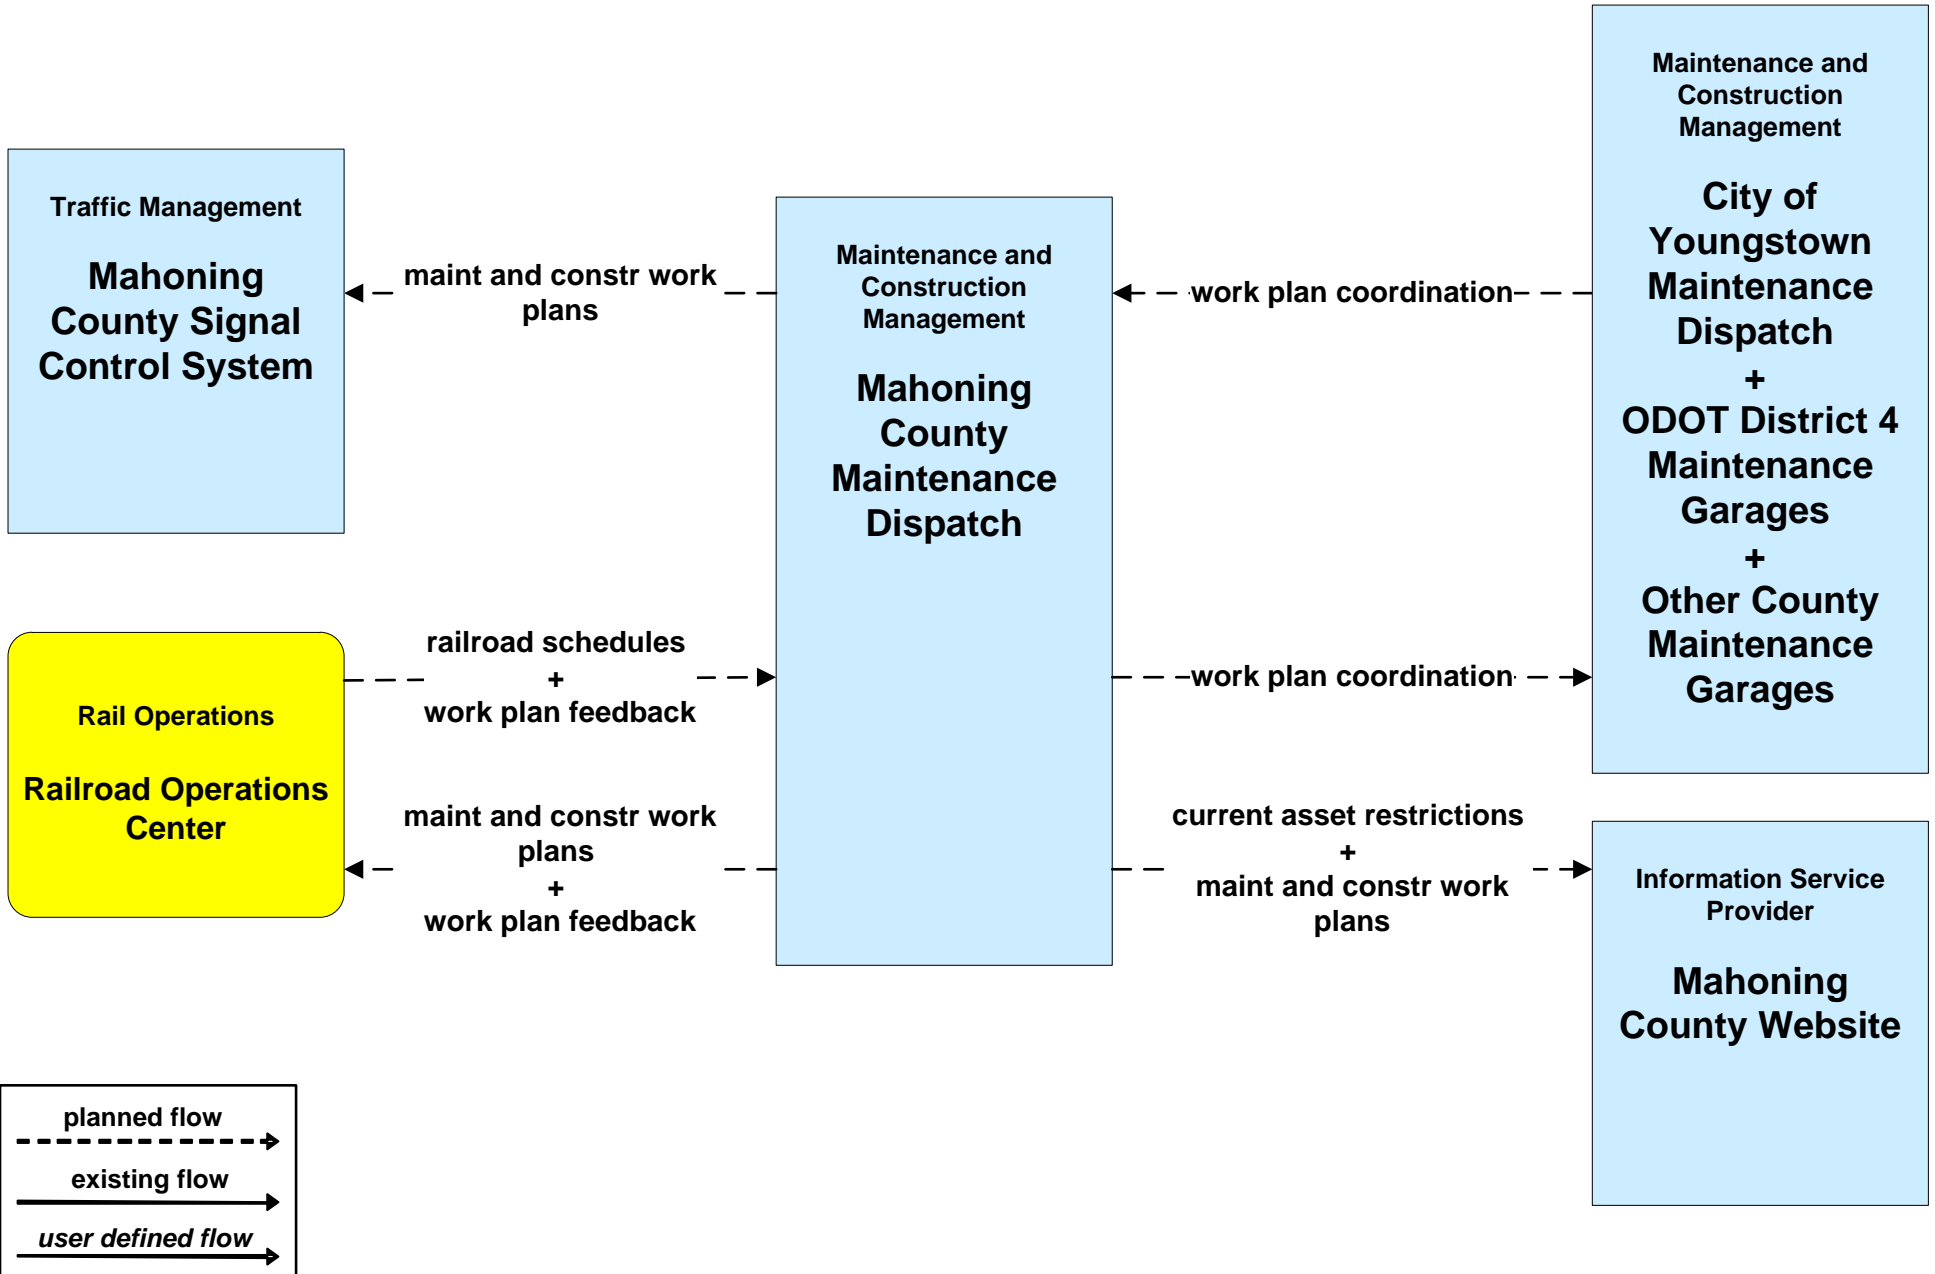 Traffic Management
Mahoning
County Signal
Control System
maint and constr work
plans
Maintenance and
Construction
Management
Mahoning
County
Maintenance
Dispatch
work plan coordination
Maintenance and
Construction
Management
City of
Youngstown
Maintenance
Dispatch
+
ODOT District 4
Maintenance
Garages
+
Other County
Maintenance
Garages
Rail Operations
Railroad Operations
Center
railroad schedules
+
work plan feedback
maint and constr work
plans
+
work plan feedback
work plan coordination
current asset restrictions
+
maint and constr work
plans
Information Service
Provider
Mahoning
County Website
planned flow
existing flow
user defined flow